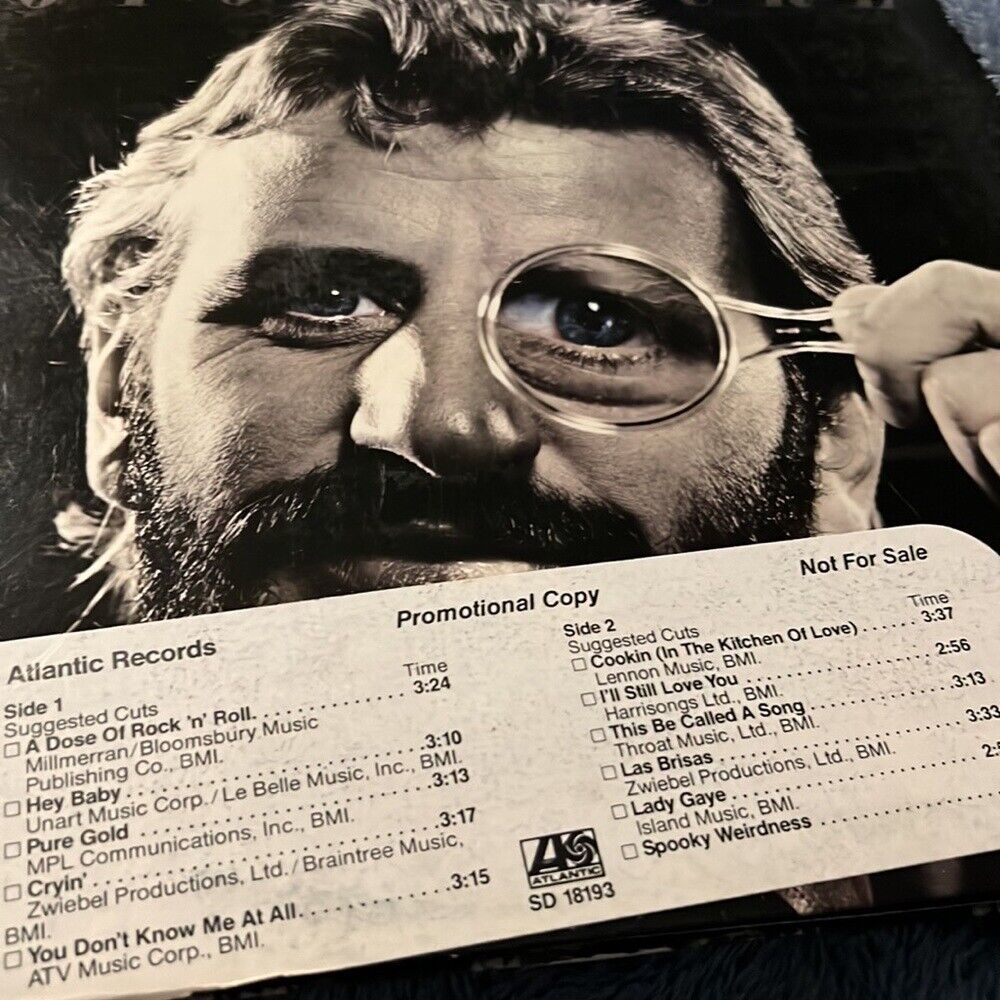 Atlantic Records
Promotional Copy
Not For Sale
Side 1
Suggested Cuts
Time
☐ A Dose Of Rock 'n' Roll. . . . . . . . . . . . 3:24
Millmerran/Bloomsbury Music
Publishing Co., BMI.
☐ Hey Baby . . . . . . . . . . . . . . . . . . . . . . . .3:10
Unart Music Corp./Le Belle Music, Inc., BMI.
☐ Pure Gold . . . . . . . . . . . . . . . . . . . . . . . 3:13
MPL Communications, Inc., BMI.
☐ Cryin' . . . . . . . . . . . . . . . . . . . . . . . . . . 3:17
Zwiebel Productions, Ltd./Braintree Music,
BMI.
☐ You Don't Know Me At All. . . . . . . . . . . 3:15
ATV Music Corp., BMI.
Side 2
Suggested Cuts
Time
☐ Cookin (In The Kitchen Of Love) . . . . . . 3:37
Lennon Music, BMI.
☐ I'll Still Love You . . . . . . . . . . . . . . . . . 2:56
Harrisongs Ltd., BMI.
☐ This Be Called A Song . . . . . . . . . . . . .3:13
Throat Music, Ltd., BMI.
☐ Las Brisas . . . . . . . . . . . . . . . . . . . . . . 3:33
Zwiebel Productions, Ltd., BMI.
☐ Lady Gaye . . . . . . . . . . . . . . . . . . . . . .
Island Music, BMI.
☐ Spooky Weirdness . . . . . . . . . . . . . . . .
ATLANTIC
SD 18193